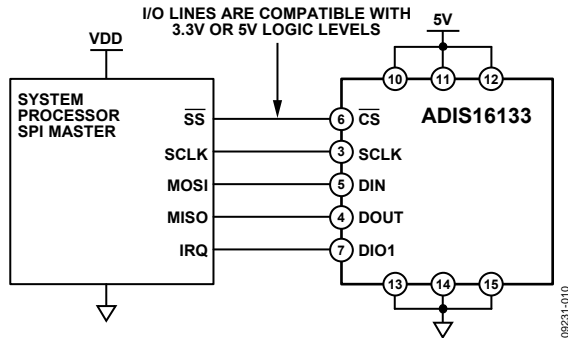 I/O LINES ARE COMPATIBLE WITH
3.3V OR 5V LOGIC LEVELS
VDD
5V
10
11
12
SYSTEM
PROCESSOR
SPI MASTER
ADIS16133
SS
6
CS
SCLK
3
SCLK
MOSI
5
DIN
MISO
4
DOUT
IRQ
7
DIO1
13
14
15
09231-010